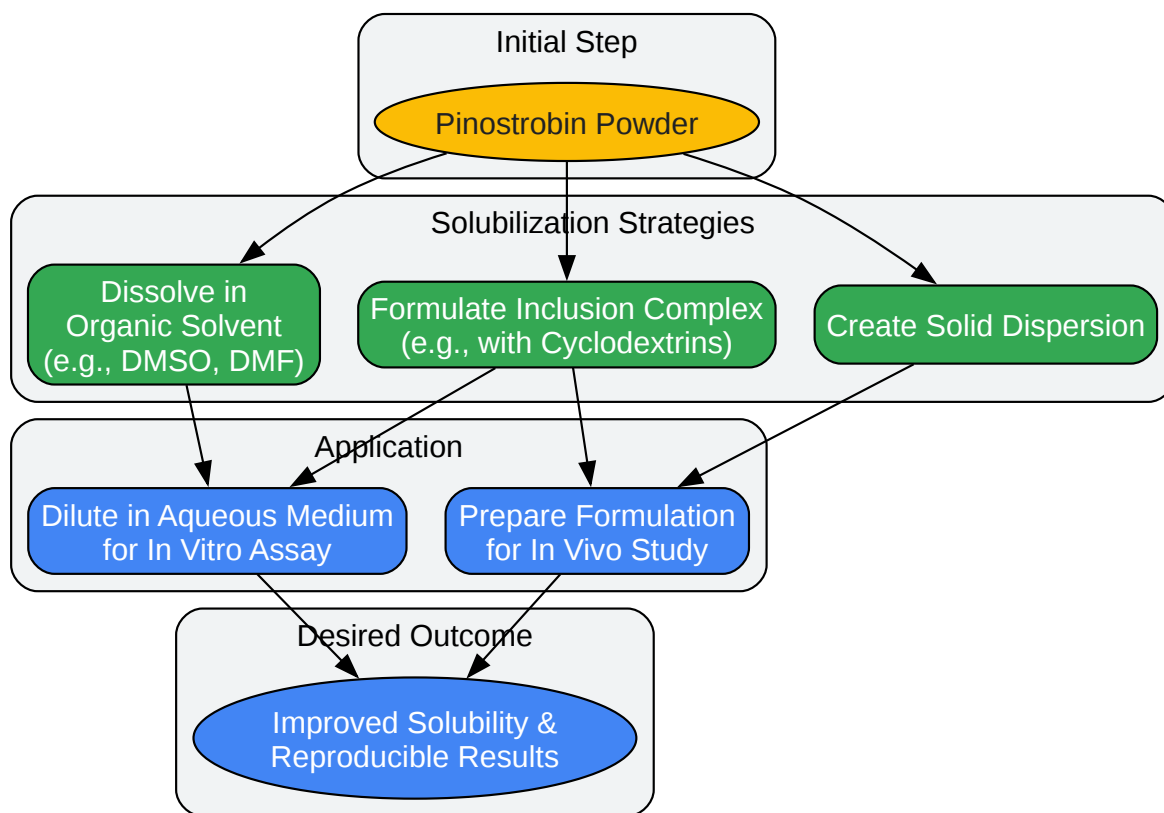 Initial Step
Pinostrobin Powder
Solubilization Strategies
Dissolve in
Organic Solvent
(e.g., DMSO, DMF)
Formulate Inclusion Complex
(e.g., with Cyclodextrins)
Create Solid Dispersion
Application
Dilute in Aqueous Medium
for In Vitro Assay
Prepare Formulation
for In Vivo Study
Desired Outcome
Improved Solubility &
Reproducible Results